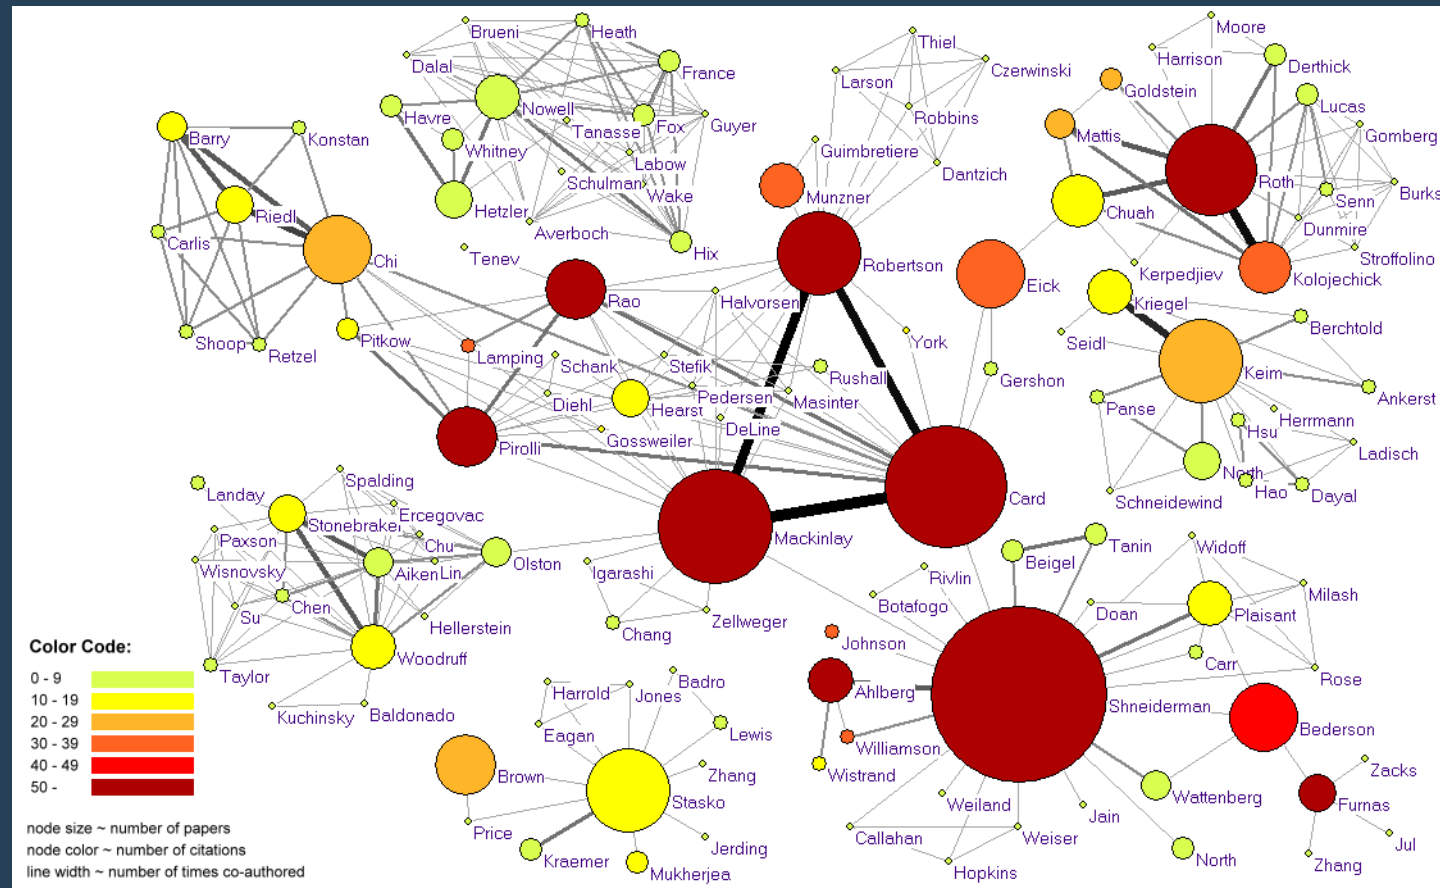 Brueni
Heath
Dalal
France
Havre
Nowell
Tanasse
Fox
Guyer
Whitney
Labow
Schulman
Wake
Hetzler
Averboch
Hix
Barry
Konstan
Riedl
Carlis
Chi
Shoop
Retzel
Pitkow
Tenev
Rao
Lamping
Schank
Stefik
Diehl
Hearst
Pedersen
Gossweiler
DeLine
Pirolli
Halvorsen
Rushall
Masinter
Thiel
Larson
Czerwinski
Robbins
Guimbretiere
Dantzich
Munzner
Robertson
York
Eick
Gershon
Card
Mackinlay
Moore
Harrison
Derthick
Goldstein
Lucas
Mattis
Gomberg
Roth
Burks
Senn
Chuah
Dunmire
Stroffolino
Kerpedjiev
Kolojechick
Kriegel
Seidl
Berchtold
Keim
Ankerst
Panse
Herrmann
Hsu
Ladisch
North
Hao
Dayal
Schneidewind
Spalding
Landay
Stonebraker
Ercegovac
Paxson
Chu
Wisnovsky
Aiken
Lin
Olston
Su
Chen
Hellerstein
Woodruff
Taylor
Kuchinsky
Baldonado
Igarashi
Chang
Zellweger
Rivlin
Botafogo
Beigel
Tanin
Widoff
Doan
Plaisant
Milash
Johnson
Carr
Rose
Ahlberg
Shneiderman
Bederson
Williamson
Wistrand
Weiland
Wattenberg
Zacks
Furnas
Jain
Callahan
Weiser
Jul
Hopkins
North
Zhang
Harrold
Jones
Badro
Eagan
Lewis
Brown
Zhang
Stasko
Price
Jerding
Kraemer
Mukherjea
Color Code:
0 - 9
10 - 19
20 - 29
30 - 39
40 - 49
50 -
node size ~ number of papers
node color ~ number of citations
line width ~ number of times co-authored